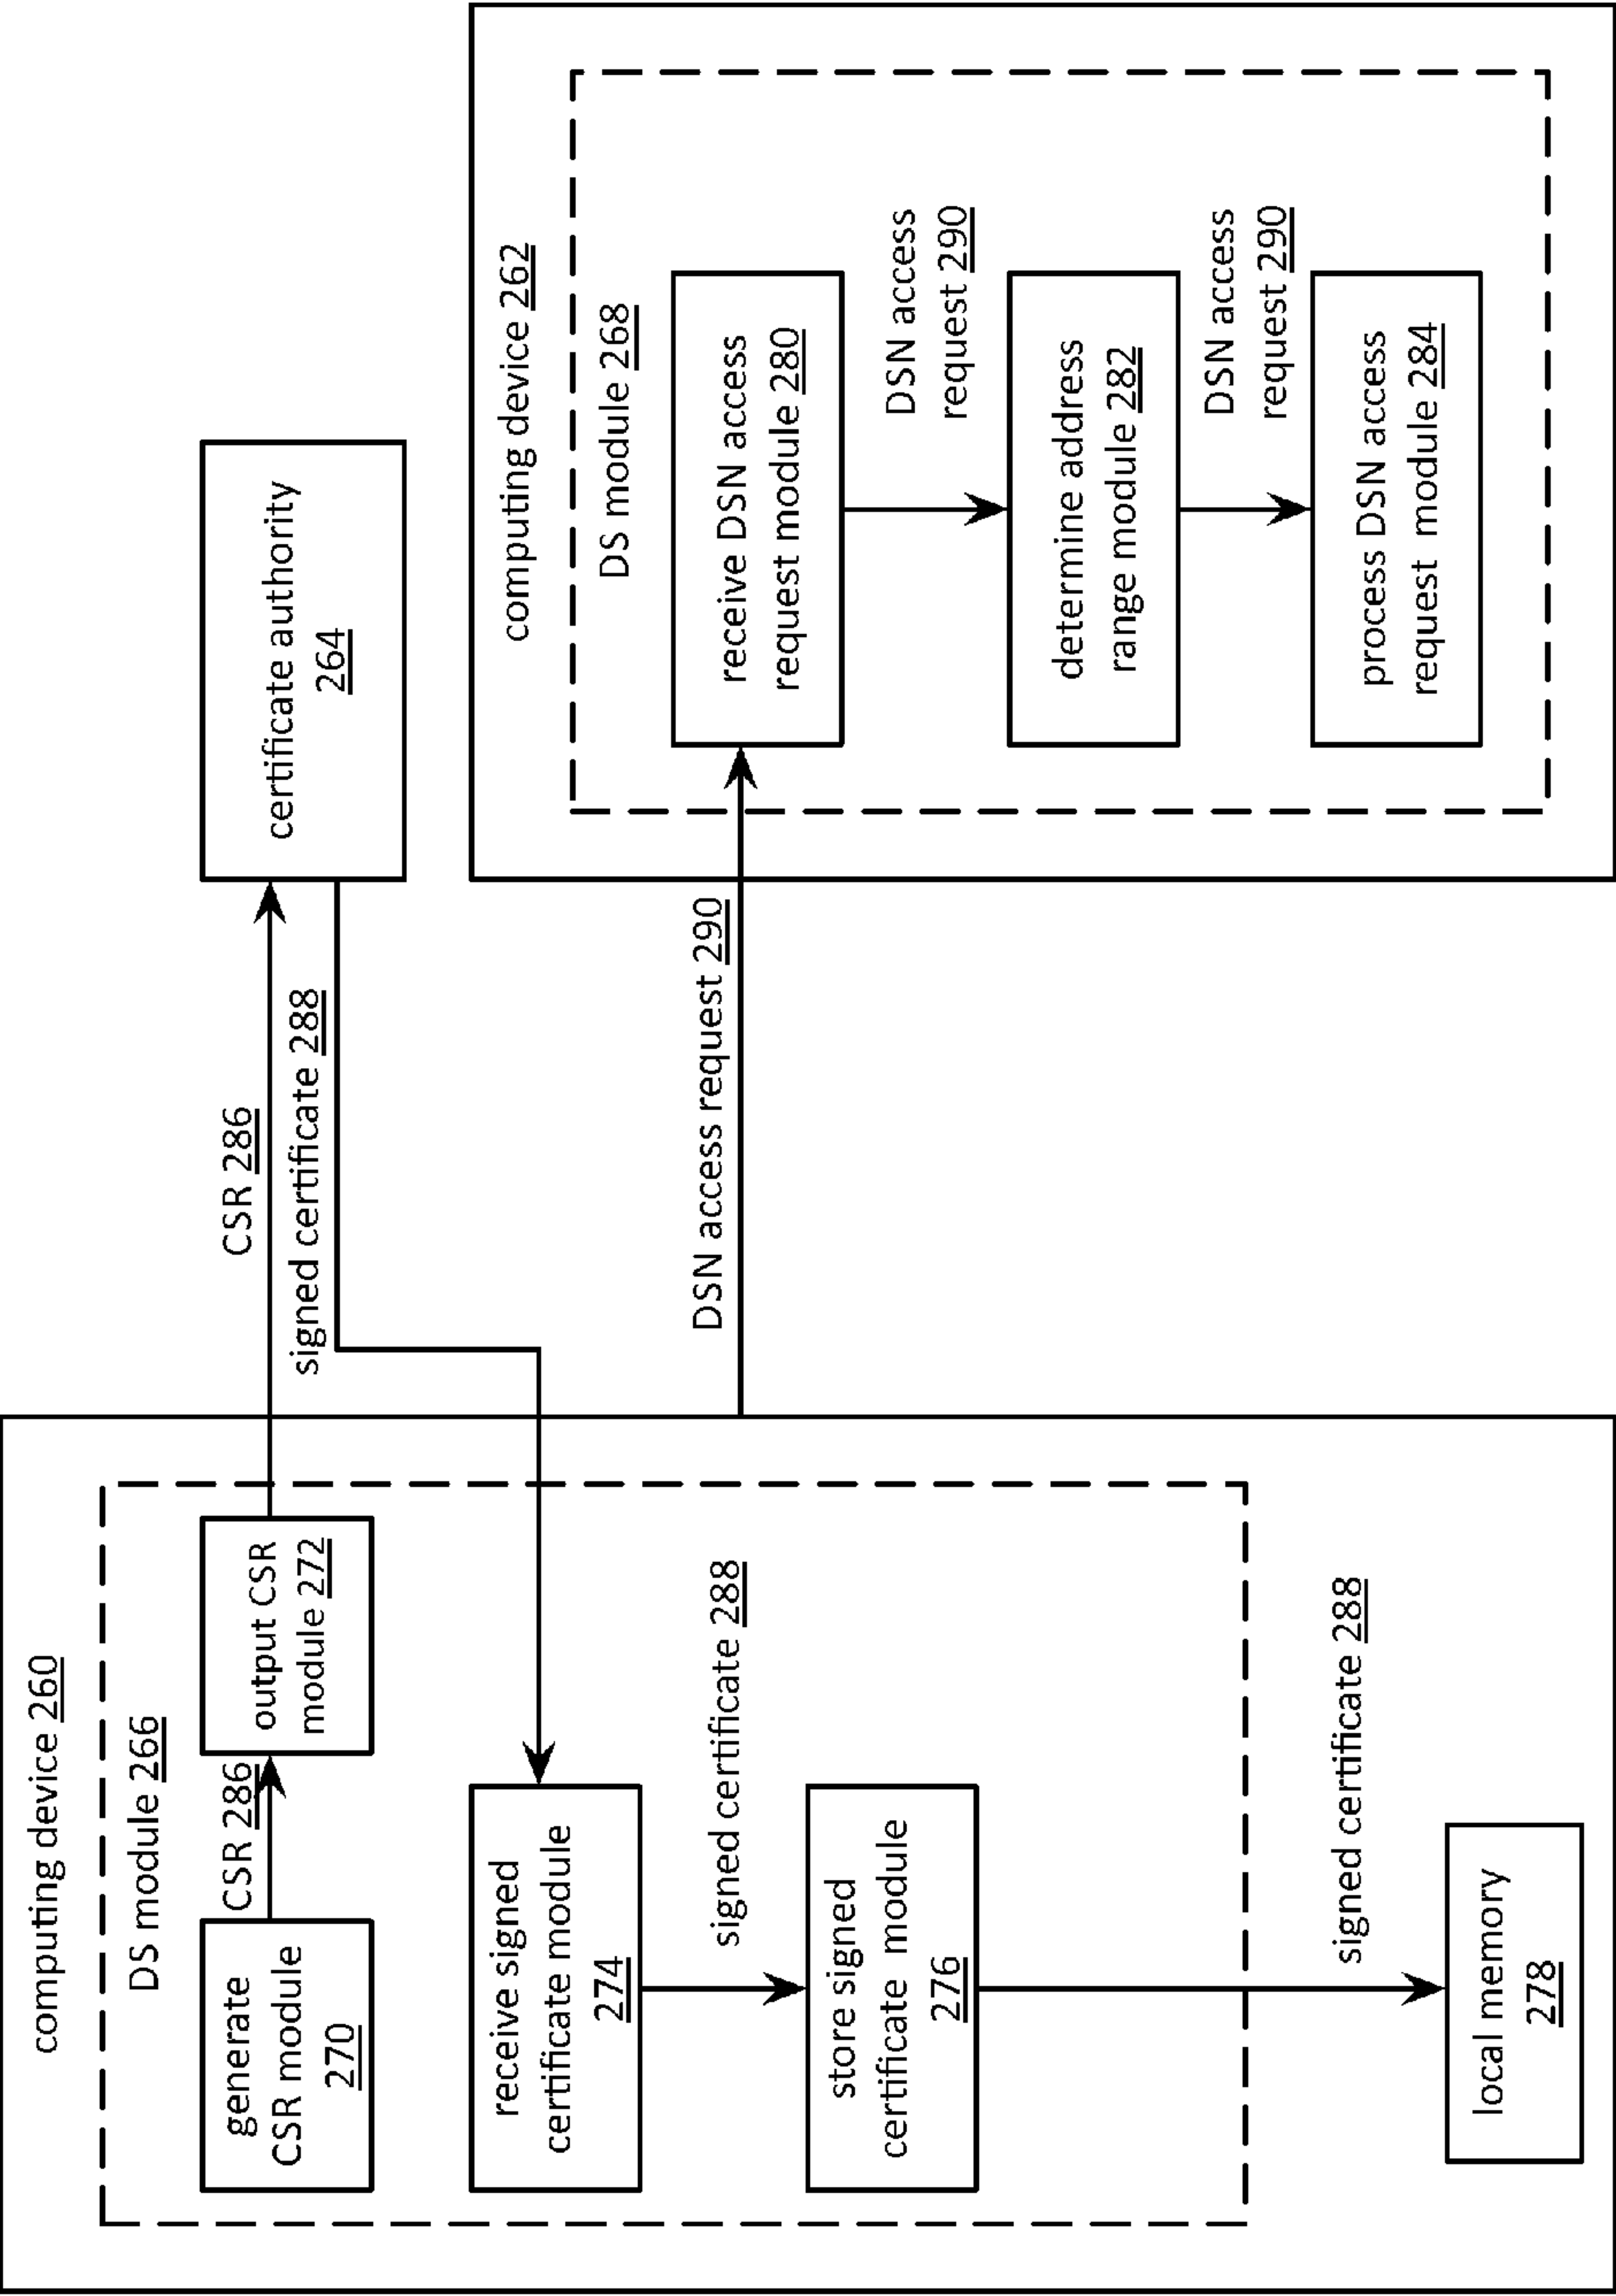 computing device 260
DS module 266
generate
CSR module
270
CSR 286
output CSR
module 272
CSR 286
signed certificate 288
certificate authority
264
receive signed
certificate module
274
signed certificate 288
store signed
certificate module
276
signed certificate 288
local memory
278
DSN access request 290
computing device 262
DS module 268
receive DSN access
request module 280
DSN access
request 290
determine address
range module 282
DSN access
request 290
process DSN access
request module 284